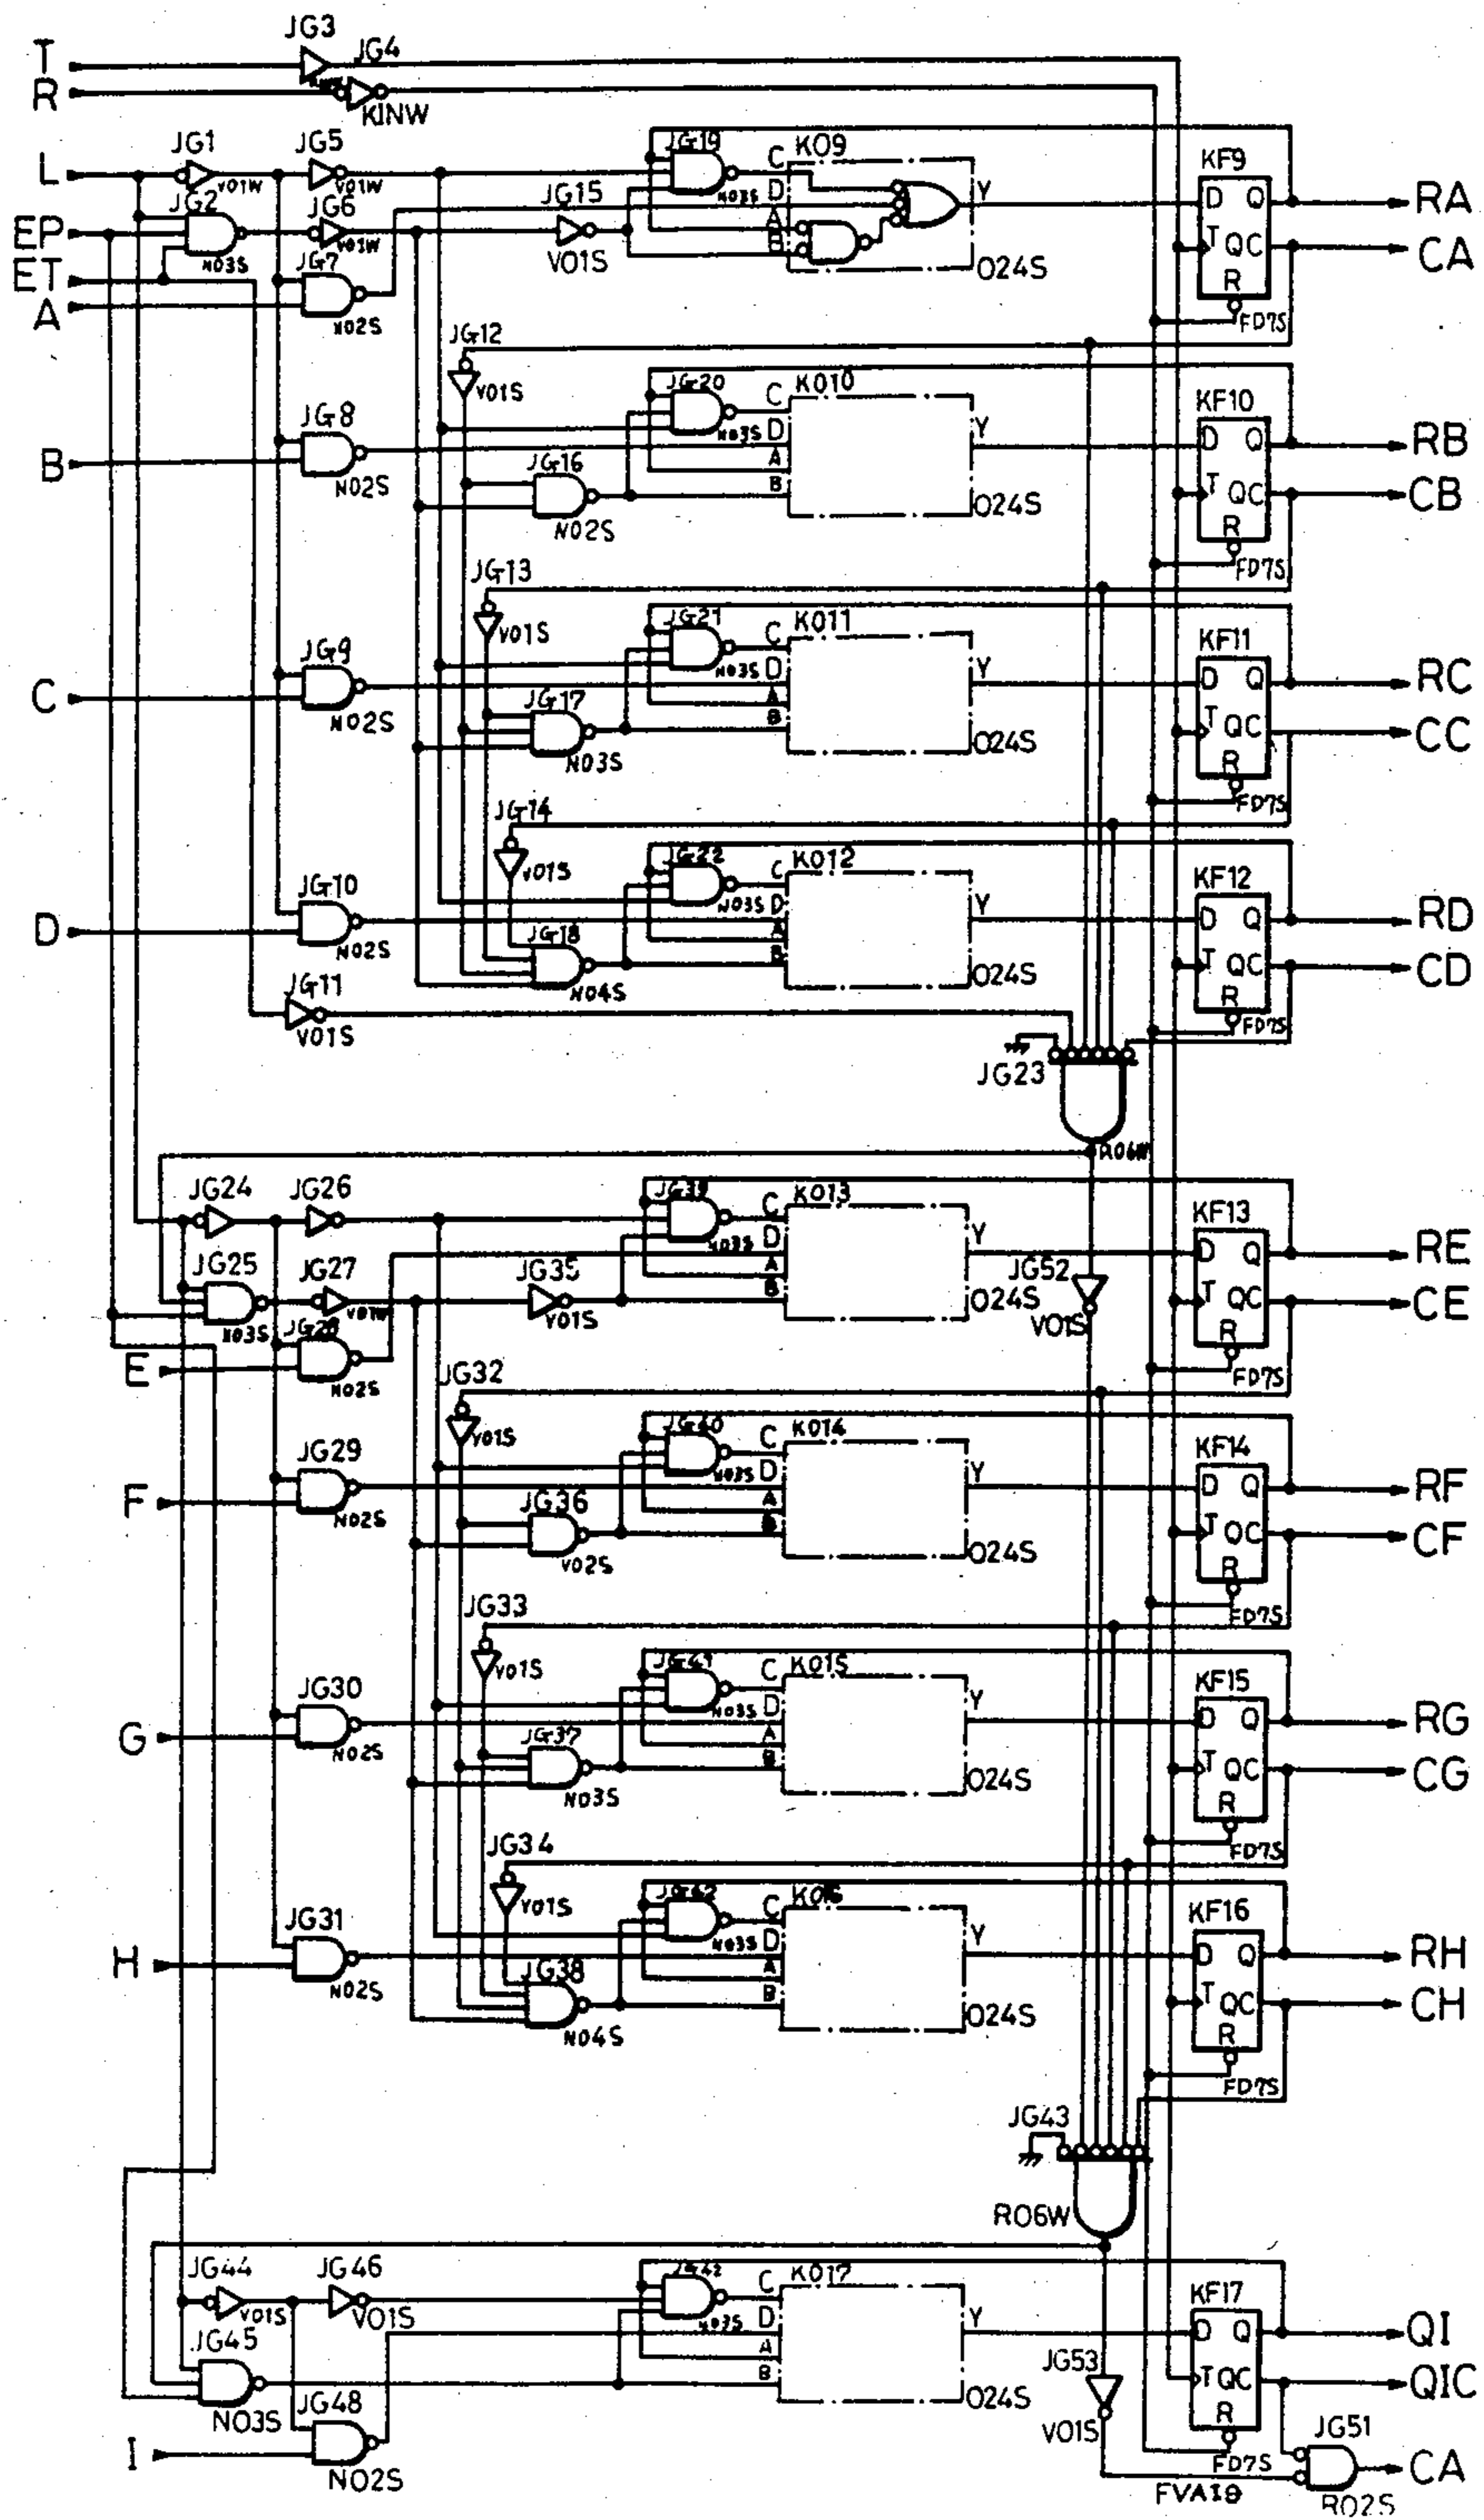 T
JG3
JG4
R
KINW
L
JG1
V01W
JG5
V01W
JG19
N03S
K09
C
D
A
B
Y
O24S
KF9
D Q
T QC
R
FD7S
RA
CA
EP
JG2
N03S
JG6
V01W
JG15
V01S
ET
JG7
N02S
A
JG12
V01S
JG20
N03S
K010
C
D
A
B
Y
O24S
KF10
D Q
T QC
R
FD7S
RB
CB
JG8
N02S
B
JG16
N02S
JG13
V01S
JG21
N03S
K011
C
D
A
B
Y
O24S
KF11
D Q
T QC
R
FD7S
RC
CC
JG9
N02S
C
JG17
N03S
JG14
V01S
JG22
N03S
K012
C
D
A
B
Y
O24S
KF12
D Q
T QC
R
FD7S
RD
CD
JG10
N02S
D
JG18
N04S
JG11
V01S
JG23
R06W
JG24
JG26
JG39
N03S
K013
C
D
A
B
Y
O24S
JG52
V01S
KF13
D Q
T QC
R
FD7S
RE
CE
JG25
N03S
JG27
V01W
JG35
V01S
JG28
N02S
E
JG32
V01S
JG40
N03S
K014
C
D
A
Y
O24S
KF14
D Q
T QC
R
FD7S
RF
CF
JG29
N02S
F
JG36
V02S
JG33
V01S
JG41
N03S
K015
C
D
A
B
Y
O24S
KF15
D Q
T QC
R
FD7S
RG
CG
JG30
N02S
G
JG37
N03S
JG34
V01S
JG42
N03S
C
D
A
B
Y
O24S
KF16
D Q
T QC
R
FD7S
RH
CH
JG31
N02S
H
JG38
N04S
JG43
R06W
JG44
V01S
JG46
V01S
N03S
K017
C
D
A
B
Y
O24S
KF17
D Q
T QC
R
FD7S
QI
QIC
JG45
N03S
JG48
N02S
I
JG53
V01S
JG51
R02S
CA
FVAI9